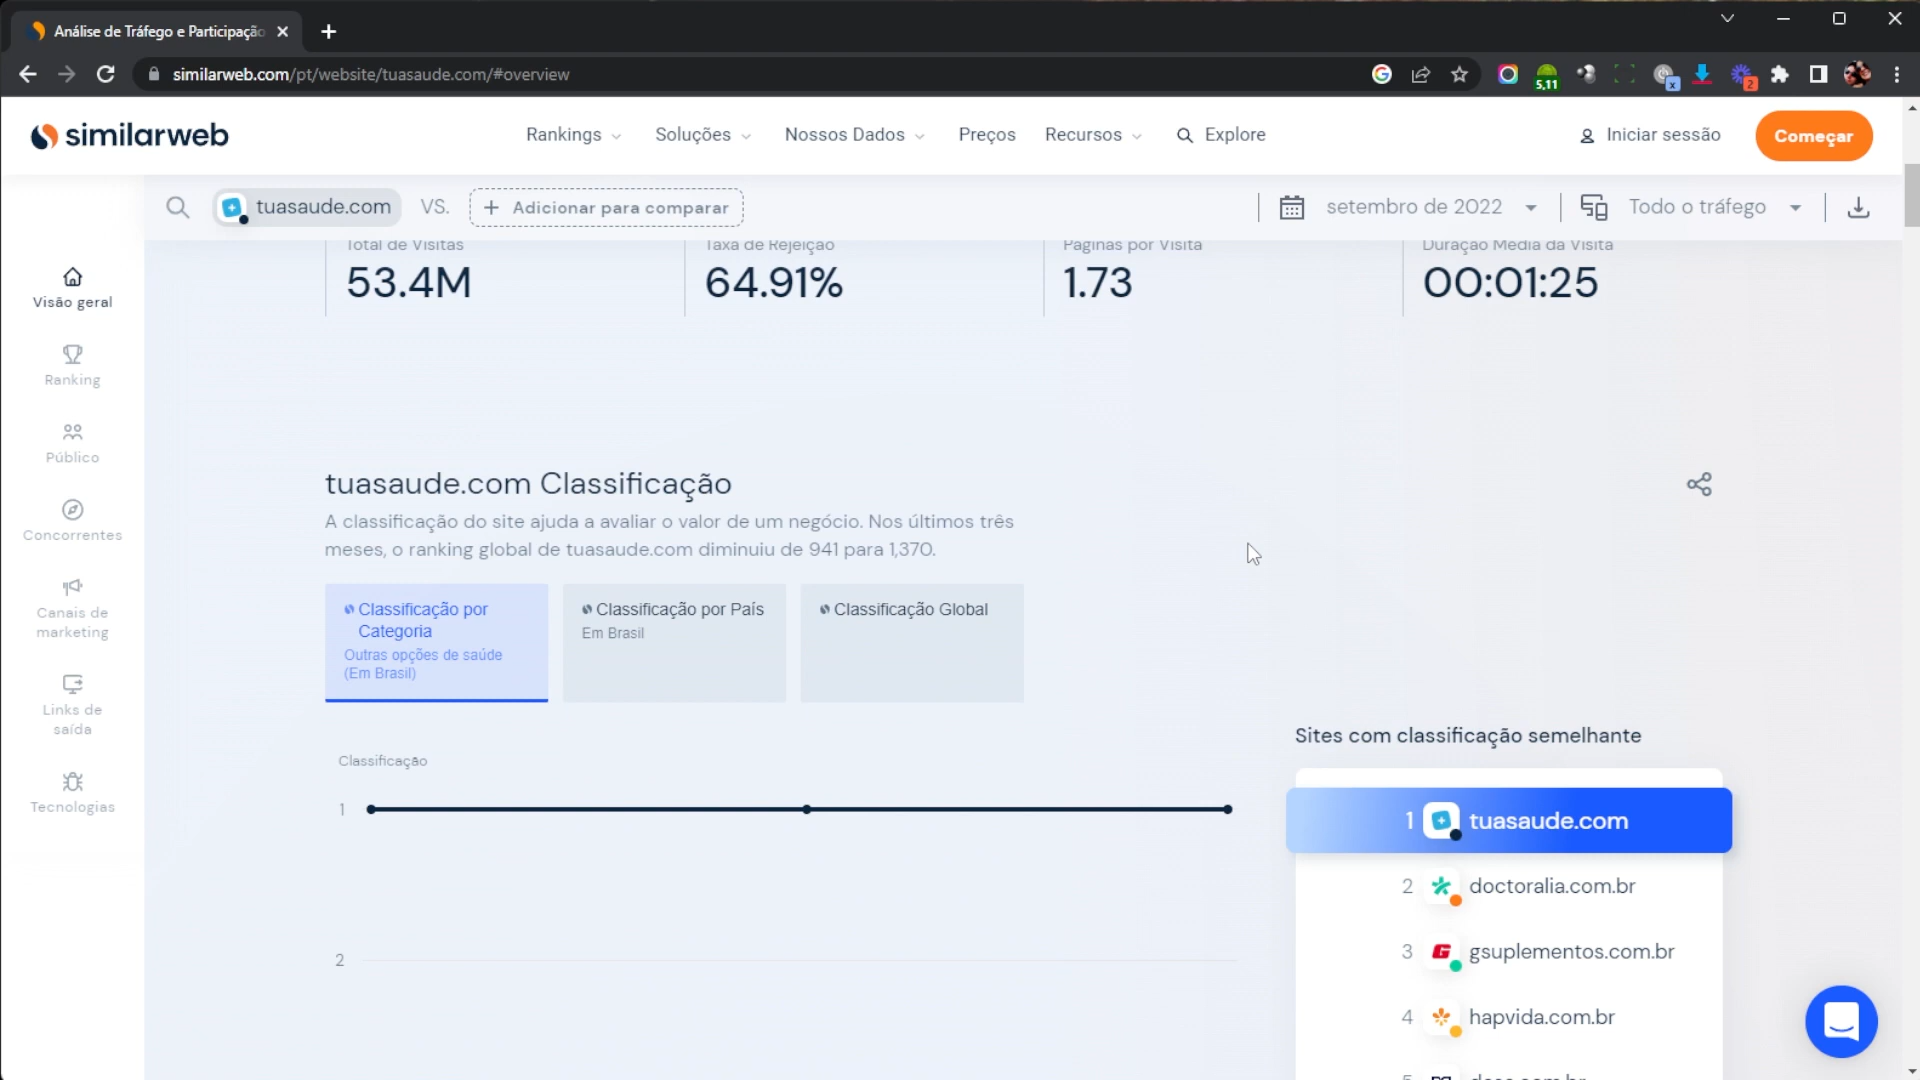 Análise de Tráfego e Participação
similarweb.com/pt/website/tuasaude.com/#overview
5,11
x
2
similarweb
Rankings
Soluções
Nossos Dados
Preços
Recursos
Explore
Iniciar sessão
Começar
tuasaude.com
VS.
+ Adicionar para comparar
setembro de 2022
Todo o tráfego
Total de Visitas
Taxa de Rejeição
Páginas por Visita
Duração Média da Visita
53.4M
64.91%
1.73
00:01:25
Visão geral
Ranking
Público
Concorrentes
Canais de
marketing
Links de
saída
Tecnologias
tuasaude.com Classificação
A classificação do site ajuda a avaliar o valor de um negócio. Nos últimos três
meses, o ranking global de tuasaude.com diminuiu de 941 para 1,370.
Classificação por
Categoria
Outras opções de saúde
(Em Brasil)
Classificação por País
Em Brasil
Classificação Global
Classificação
1
2
Sites com classificação semelhante
1 tuasaude.com
2 doctoralia.com.br
3 gsuplementos.com.br
4 hapvida.com.br